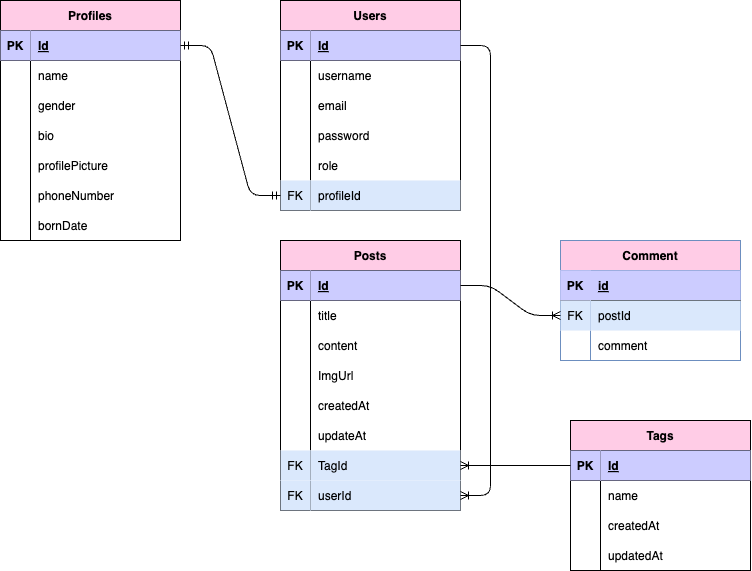 Profiles
PK Id
name
gender
bio
profilePicture
phoneNumber
bornDate
Users
PK Id
username
email
password
role
FK profileId
Posts
PK Id
title
content
ImgUrl
createdAt
updateAt
FK TagId
FK userId
Comment
PK id
FK postId
comment
Tags
PK Id
name
createdAt
updatedAt